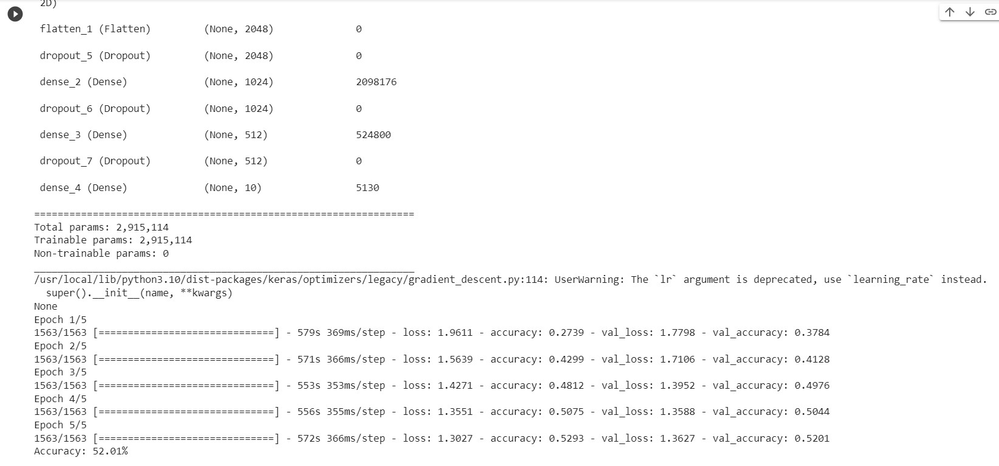 2D)
flatten_1 (Flatten) (None, 2048) 0
dropout_5 (Dropout) (None, 2048) 0
dense_2 (Dense) (None, 1024) 2098176
dropout_6 (Dropout) (None, 1024) 0
dense_3 (Dense) (None, 512) 524800
dropout_7 (Dropout) (None, 512) 0
dense_4 (Dense) (None, 10) 5130
=================================================================
Total params: 2,915,114
Trainable params: 2,915,114
Non-trainable params: 0
_________________________________________________________________
/usr/local/lib/python3.10/dist-packages/keras/optimizers/legacy/gradient_descent.py:114: UserWarning: The `lr` argument is deprecated, use `learning_rate` instead.
super().__init__(name, **kwargs)
None
Epoch 1/5
1563/1563 [==============================] - 579s 369ms/step - loss: 1.9611 - accuracy: 0.2739 - val_loss: 1.7798 - val_accuracy: 0.3784
Epoch 2/5
1563/1563 [==============================] - 571s 366ms/step - loss: 1.5639 - accuracy: 0.4299 - val_loss: 1.7106 - val_accuracy: 0.4128
Epoch 3/5
1563/1563 [==============================] - 553s 353ms/step - loss: 1.4271 - accuracy: 0.4812 - val_loss: 1.3952 - val_accuracy: 0.4976
Epoch 4/5
1563/1563 [==============================] - 556s 355ms/step - loss: 1.3551 - accuracy: 0.5075 - val_loss: 1.3588 - val_accuracy: 0.5044
Epoch 5/5
1563/1563 [==============================] - 572s 366ms/step - loss: 1.3027 - accuracy: 0.5293 - val_loss: 1.3627 - val_accuracy: 0.5201
Accuracy: 52.01%